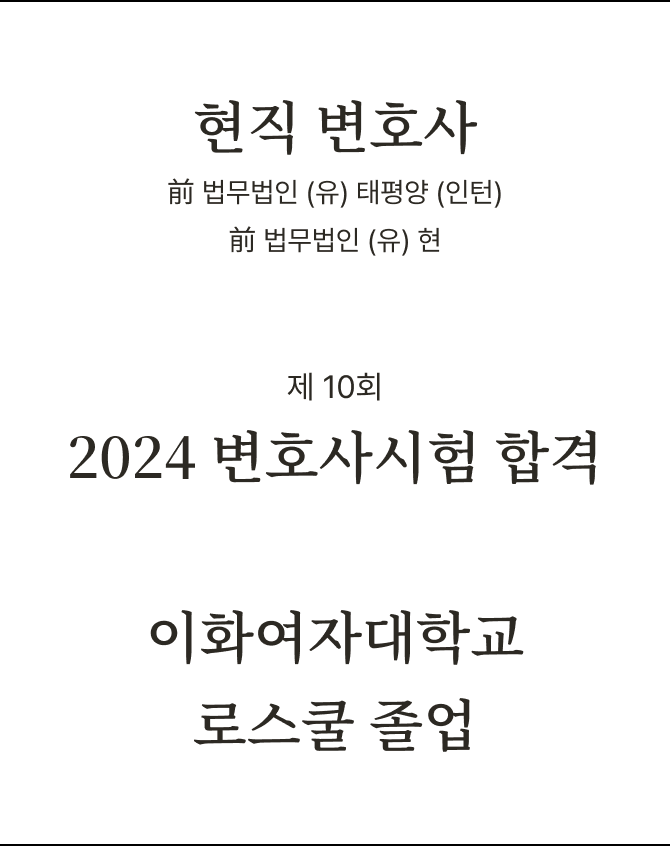 현직 변호사
前 법무법인 (유) 태평양 (인턴)
前 법무법인 (유) 현
제 10회
2024 변호사시험 합격
이화여자대학교
로스쿨 졸업